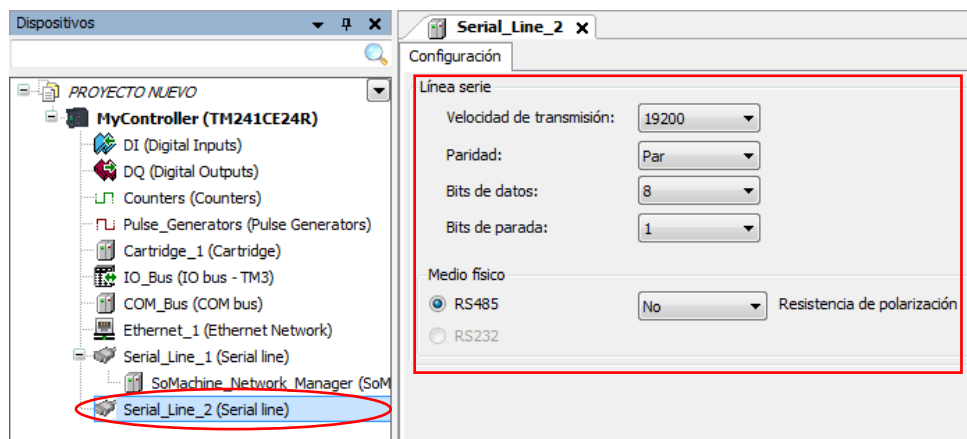 Dispositivos
PROYECTO NUEVO
MyController (TM241CE24R)
DI (Digital Inputs)
DQ (Digital Outputs)
Counters (Counters)
Pulse_Generators (Pulse Generators)
Cartridge_1 (Cartridge)
IO_Bus (IO bus - TM3)
COM_Bus (COM bus)
Ethernet_1 (Ethernet Network)
Serial_Line_1 (Serial line)
SoMachine_Network_Manager (SoM
Serial_Line_2 (Serial line)
Serial_Line_2
Configuración
Línea serie
Velocidad de transmisión: 19200
Paridad: Par
Bits de datos: 8
Bits de parada: 1
Medio físico
RS485 No Resistencia de polarización
RS232